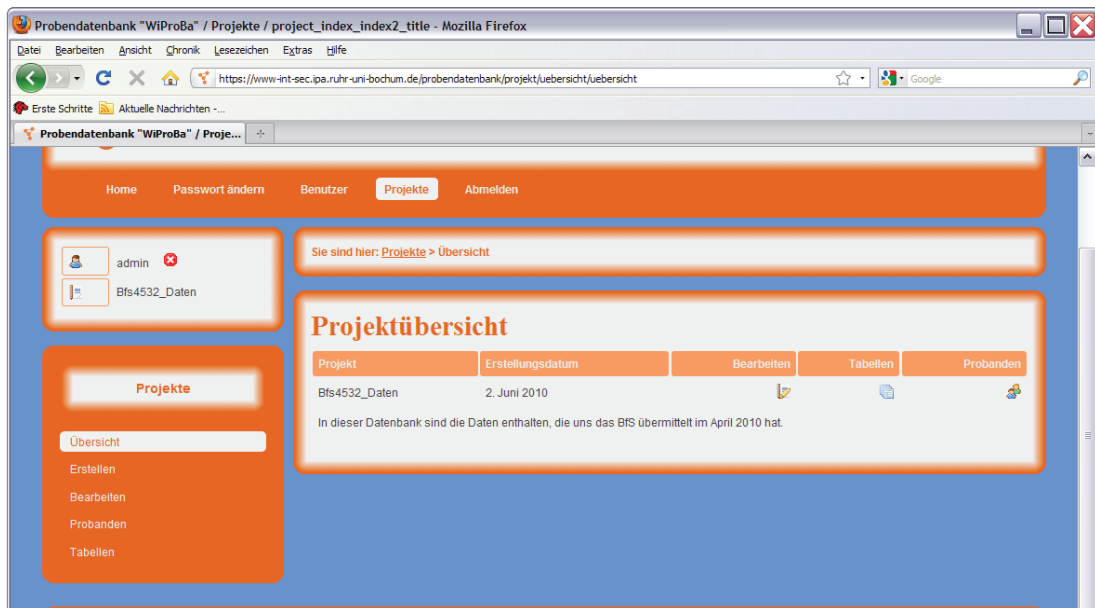 Probendatenbank "WiProBa" / Projekte / project_index_index2_title - Mozilla Firefox
Datei Bearbeiten Ansicht Chronik Lesezeichen Extras Hilfe
https://www-int-sec.ipa.ruhr-uni-bochum.de/probendatenbank/projekt/uebersicht/uebersicht
Google
Erste Schritte Aktuelle Nachrichten -...
Probendatenbank "WiProBa" / Proje...
Home Passwort ändern Benutzer Projekte Abmelden
admin
Bfs4532_Daten
Projekte
Übersicht
Erstellen
Bearbeiten
Probanden
Tabellen
Sie sind hier: Projekte > Übersicht
Projektübersicht
Projekt Erstellungsdatum Bearbeiten Tabellen Probanden
Bfs4532_Daten 2. Juni 2010
In dieser Datenbank sind die Daten enthalten, die uns das BfS übermittelt im April 2010 hat.